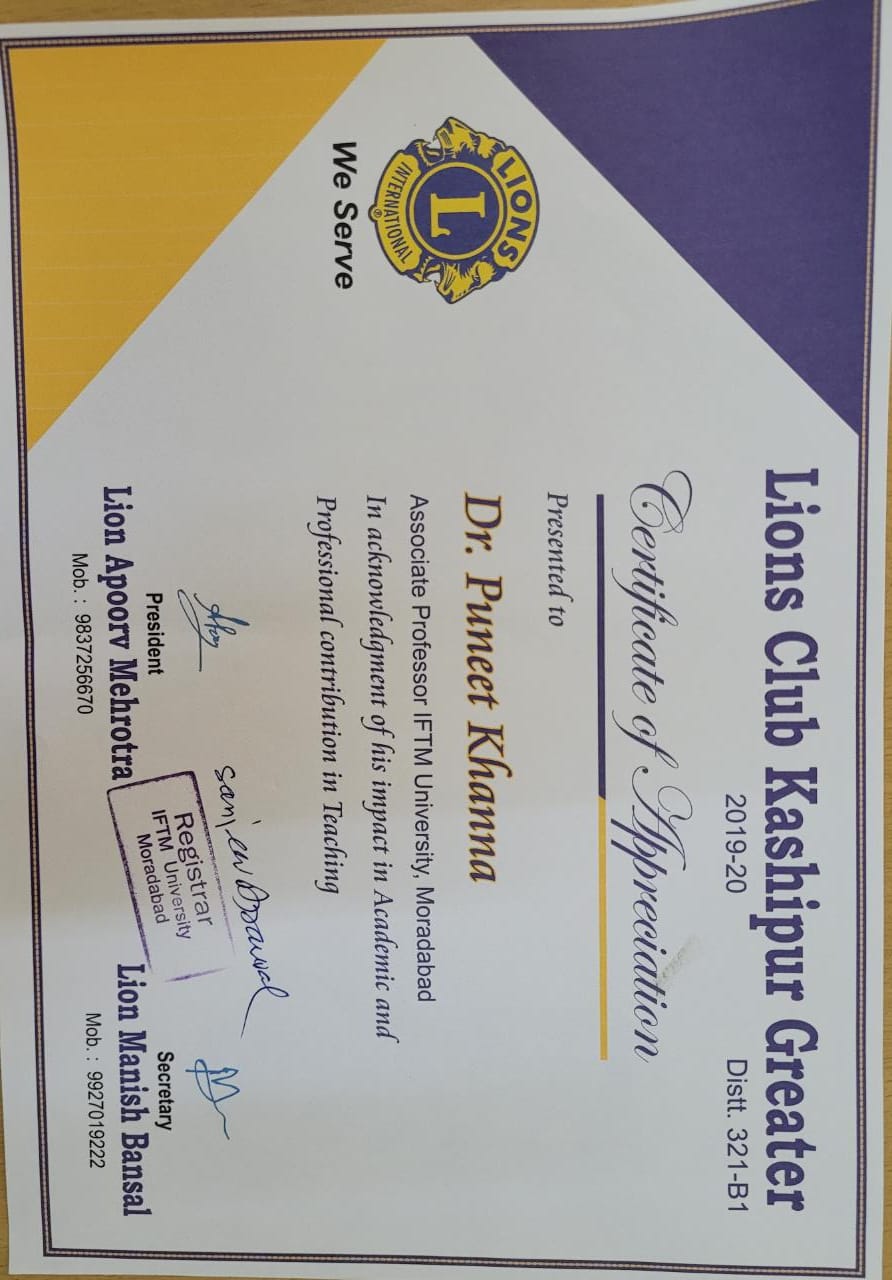 Lions Club Kashipur Greater
2019-20
Distt. 321-B1
Certificate of Appreciation
LIONS
L
INTERNATIONAL
®
We Serve
Presented to
Dr. Puneet Khanna
Associate Professor IFTM University, Moradabad
In acknowledgment of his impact in Academic and
Professional contribution in Teaching
President
Lion Apoorv Mehrotra
Mob. : 9837256670
Registrar
IFTM University
Moradabad
Secretary
Lion Manish Bansal
Mob. : 9927019222